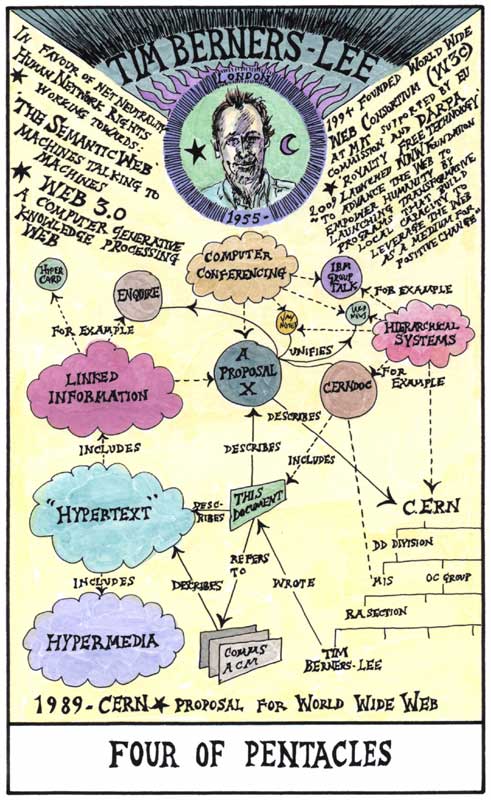 TIM BERNERS-LEE
LONDON
1955-
IN FAVOUR OF NET NEUTRALITY
HUMAN NETWORK RIGHTS
WORKING TOWARDS:
'THE SEMANTIC WEB'
MACHINES TALKING TO
MACHINES
WEB 3.0
A COMPUTER GENERATIVE
KNOWLEDGE PROCESSING
WEB
1994 FOUNDED WORLD WIDE
WEB CONSORTIUM (W3C)
AT MIT SUPPORTED BY EU
COMMISSION AND DARPA
'ROYALTY FREE TECHNOLOGY'
2009 LAUNCHED WWW FOUNDATION
"TO ADVANCE THE WEB TO
EMPOWER HUMANITY BY
LAUNCHING TRANSFORMATIVE
PROGRAMS THAT BUILD
LOCAL CAPACITY TO
LEVERAGE THE WEB
AS A MEDIUM FOR
POSITIVE CHANGE"
HYPER
CARD
ENQUIRE
COMPUTER
CONFERENCING
IBM
GROUP
TALK
FOR EXAMPLE
VAX
NOTES
UUCP
NEWS
FOR EXAMPLE
UNIFIES
HIERARCHICAL
SYSTEMS
LINKED
INFORMATION
A
PROPOSAL
X
CERNDOC
FOR
EXAMPLE
DESCRIBES
INCLUDES
DESCRIBES
INCLUDES
"HYPERTEXT"
DESC-
RIBES
THIS
DOCUMENT
C.E.R.N
DD DIVISION
REFERS
TO
INCLUDES
DESCRIBES
WROTE
MIS
OC GROUP
RA SECTION
HYPERMEDIA
COMMS
ACM
TIM
BERNERS-LEE
1989 - CERN ★ PROPOSAL FOR WORLD WIDE WEB
FOUR OF PENTACLES